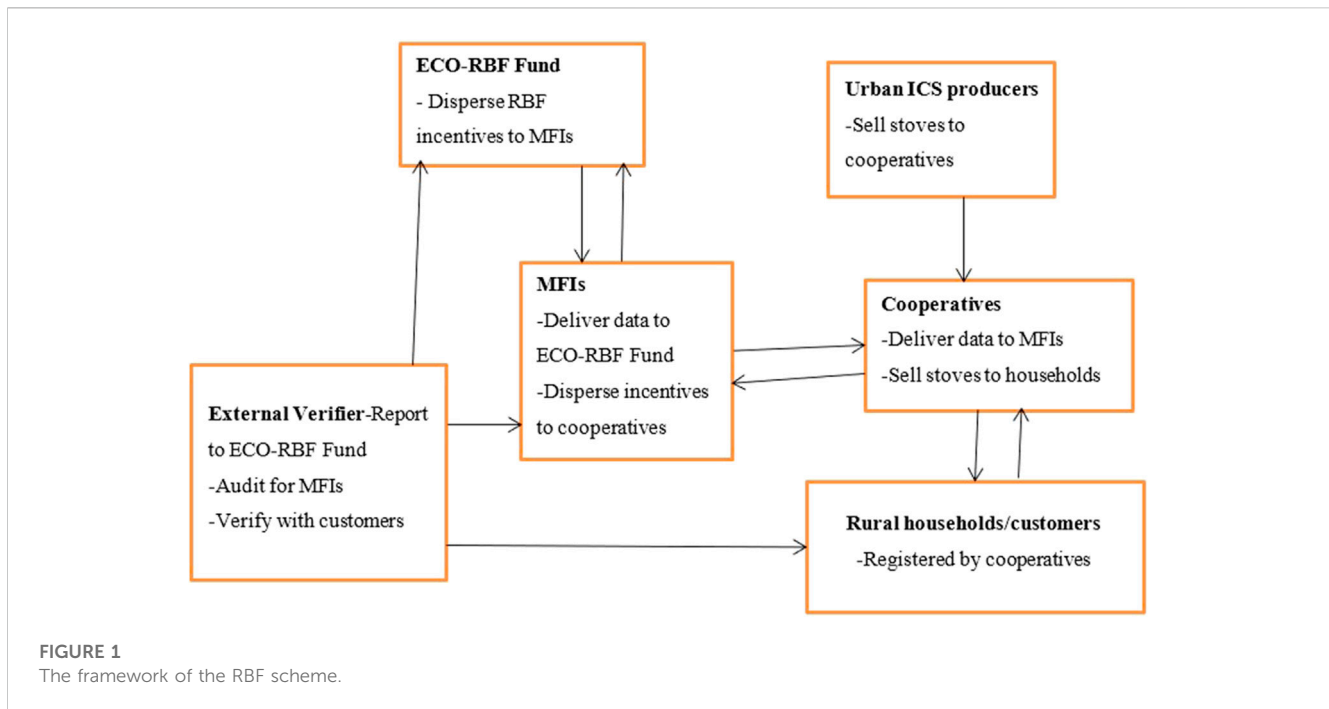 ECO-RBF Fund
- Disperse RBF
incentives to MFIs
Urban ICS producers
-Sell stoves to
cooperatives
MFIs
-Deliver data to
ECO-RBF Fund
-Disperse incentives
to cooperatives
Cooperatives
-Deliver data to MFIs
-Sell stoves to households
External Verifier-Report
to ECO-RBF Fund
-Audit for MFIs
-Verify with customers
Rural households/customers
-Registered by cooperatives
FIGURE 1
The framework of the RBF scheme.